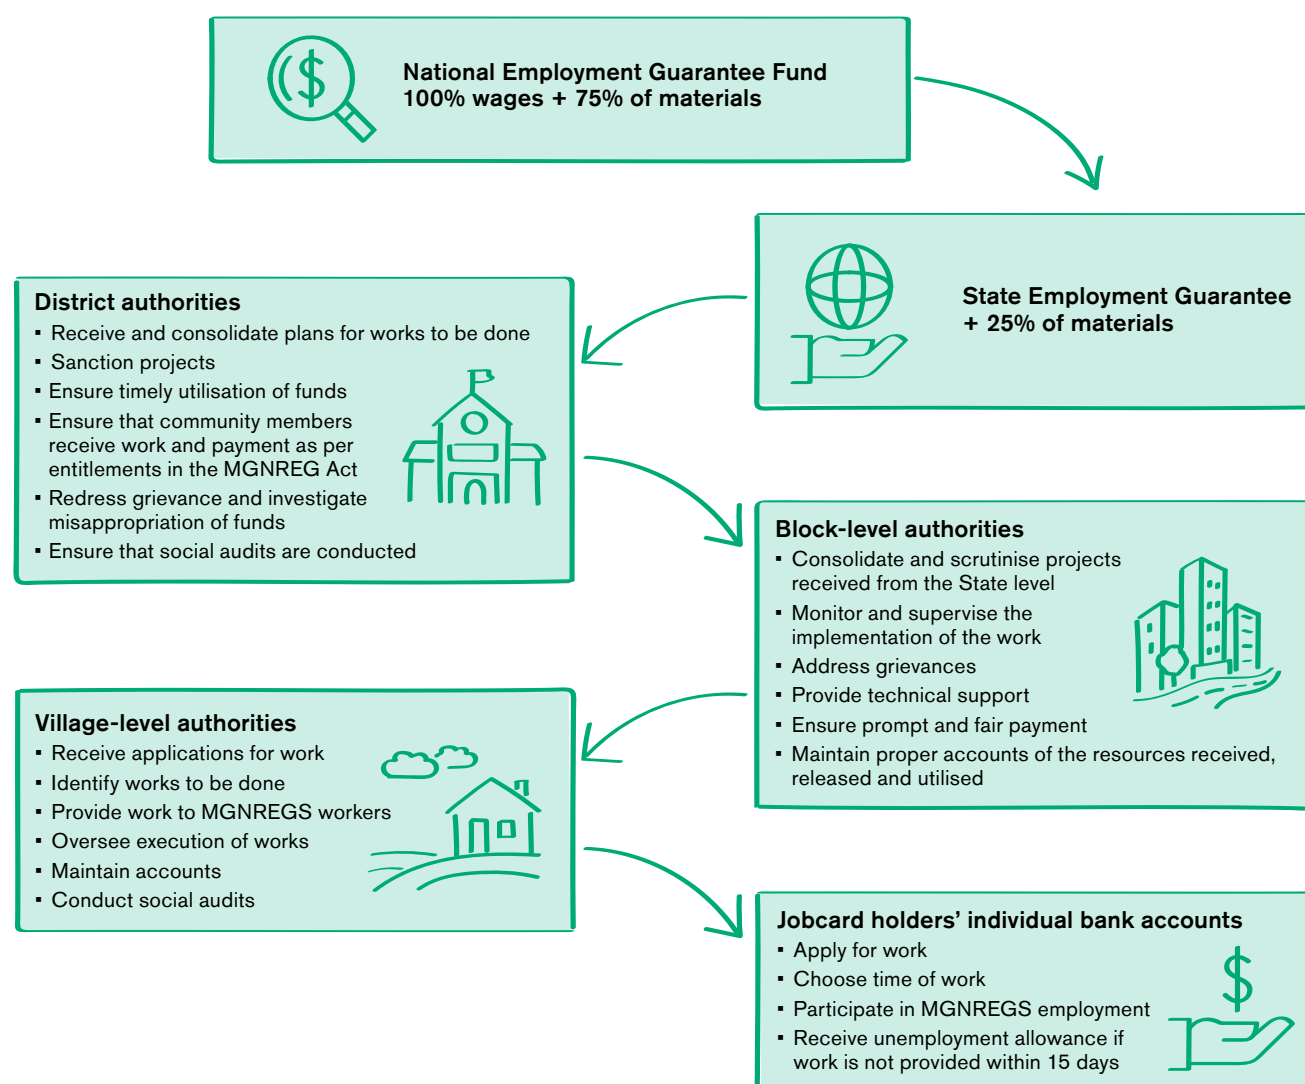 National Employment Guarantee Fund
100% wages + 75% of materials
State Employment Guarantee
+ 25% of materials
District authorities
▪ Receive and consolidate plans for works to be done
▪ Sanction projects
▪ Ensure timely utilisation of funds
▪ Ensure that community members
receive work and payment as per
entitlements in the MGNREG Act
▪ Redress grievance and investigate
misappropriation of funds
▪ Ensure that social audits are conducted
Block-level authorities
▪ Consolidate and scrutinise projects
received from the State level
▪ Monitor and supervise the
implementation of the work
▪ Address grievances
▪ Provide technical support
▪ Ensure prompt and fair payment
▪ Maintain proper accounts of the resources received,
released and utilised
Village-level authorities
▪ Receive applications for work
▪ Identify works to be done
▪ Provide work to MGNREGS workers
▪ Oversee execution of works
▪ Maintain accounts
▪ Conduct social audits
Jobcard holders’ individual bank accounts
▪ Apply for work
▪ Choose time of work
▪ Participate in MGNREGS employment
▪ Receive unemployment allowance if
work is not provided within 15 days